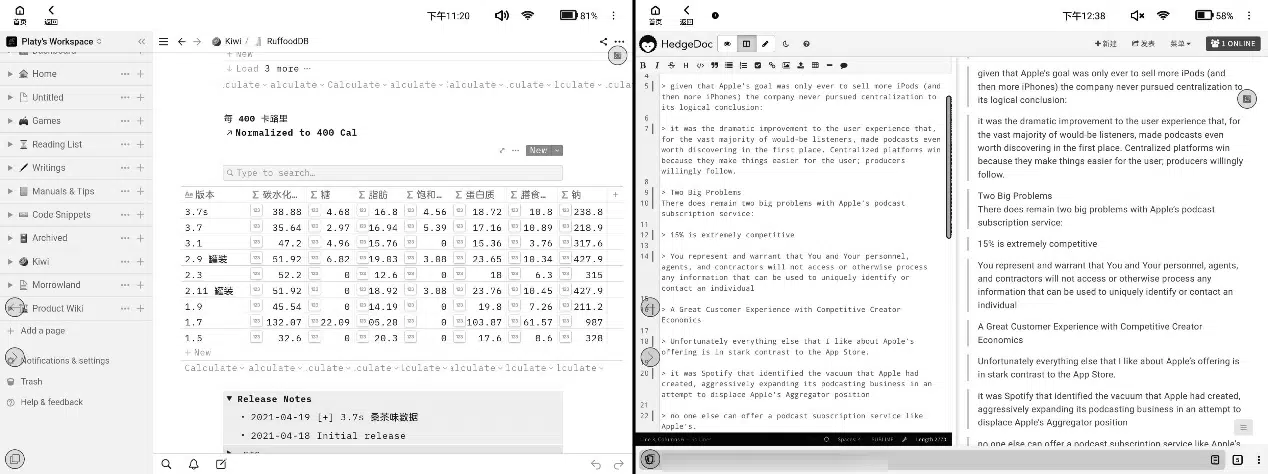 首页 返回 下午11:20 81%
Platy's Workspace
Home
Untitled
Games
Reading List
Writings
Manuals & Tips
Code Snippets
Archived
Kiwi
Morrowland
Product Wiki
Add a page
Notifications & settings
Trash
Help & feedback
Kiwi / RuffoodDB
+ New
↓ Load 3 more
每 400 卡路里
↗ Normalized to 400 Cal
New
Type to search…
Aa 版本 Σ 碳水化… Σ 糖 Σ 脂肪 Σ 饱和… Σ 蛋白质 Σ 膳食… Σ 钠 +
3.7s 38.88 4.68 16.8 4.56 18.72 10.8 238.8
3.7 35.64 2.97 16.94 5.39 17.16 10.89 218.9
3.1 47.2 4.96 15.76 0 15.36 3.76 317.6
2.9 罐装 51.92 6.82 19.03 3.08 23.65 10.34 427.9
2.3 52.2 0 12.6 0 18 6.3 315
2.11 罐装 51.92 0 18.92 3.08 23.76 10.45 427.9
1.9 45.54 0 14.19 0 19.8 7.26 211.2
1.7 132.07 22.09 05.28 0 103.87 61.57 987
1.5 32.6 0 20.3 0 17.6 8.6 328
+ New
Calculate
Release Notes
• 2021-04-19 [+] 3.7s 桑茶味数据
• 2021-04-18 Initial release
首页 返回 下午12:38 58%
HedgeDoc
+新建 发表 菜单 1 ONLINE
4
5 > given that Apple's goal was only ever to sell more iPods (and
then more iPhones) the company never pursued centralization to
its logical conclusion:
6
7 > it was the dramatic improvement to the user experience that,
for the vast majority of would-be listeners, made podcasts even
worth discovering in the first place. Centralized platforms win
because they make things easier for the user; producers
willingly follow.
8
9 > Two Big Problems
10 There does remain two big problems with Apple's podcast
subscription service:
11
12 > 15% is extremely competitive
13
14 > You represent and warrant that You and Your personnel,
agents, and contractors will not access or otherwise process
any information that can be used to uniquely identify or
contact an individual
15
16 > A Great Customer Experience with Competitive Creator
Economics
17
18 > Unfortunately everything else that i like about Apple's
offering is in stark contrast to the App Store.
19
20 > it was Spotify that identified the vacuum that Apple had
created, aggressively expanding its podcasting business in an
attempt to displace Apple's Aggregator position
21
22 > no one else can offer a podcast subscription service like
Apple's.
SUBLIME
given that Apple's goal was only ever to sell more iPods (and
then more iPhones) the company never pursued centralization to
its logical conclusion:
it was the dramatic improvement to the user experience that, for
the vast majority of would-be listeners, made podcasts even
worth discovering in the first place. Centralized platforms win
because they make things easier for the user; producers willingly
follow.
Two Big Problems
There does remain two big problems with Apple's podcast
subscription service:
15% is extremely competitive
You represent and warrant that You and Your personnel, agents,
and contractors will not access or otherwise process any
information that can be used to uniquely identify or contact an
individual
A Great Customer Experience with Competitive Creator
Economics
Unfortunately everything else that I like about Apple's offering is
in stark contrast to the App Store.
it was Spotify that identified the vacuum that Apple had created,
aggressively expanding its podcasting business in an attempt to
displace Apple's Aggregator position
no one else can offer a podcast subscription service like Apple's.